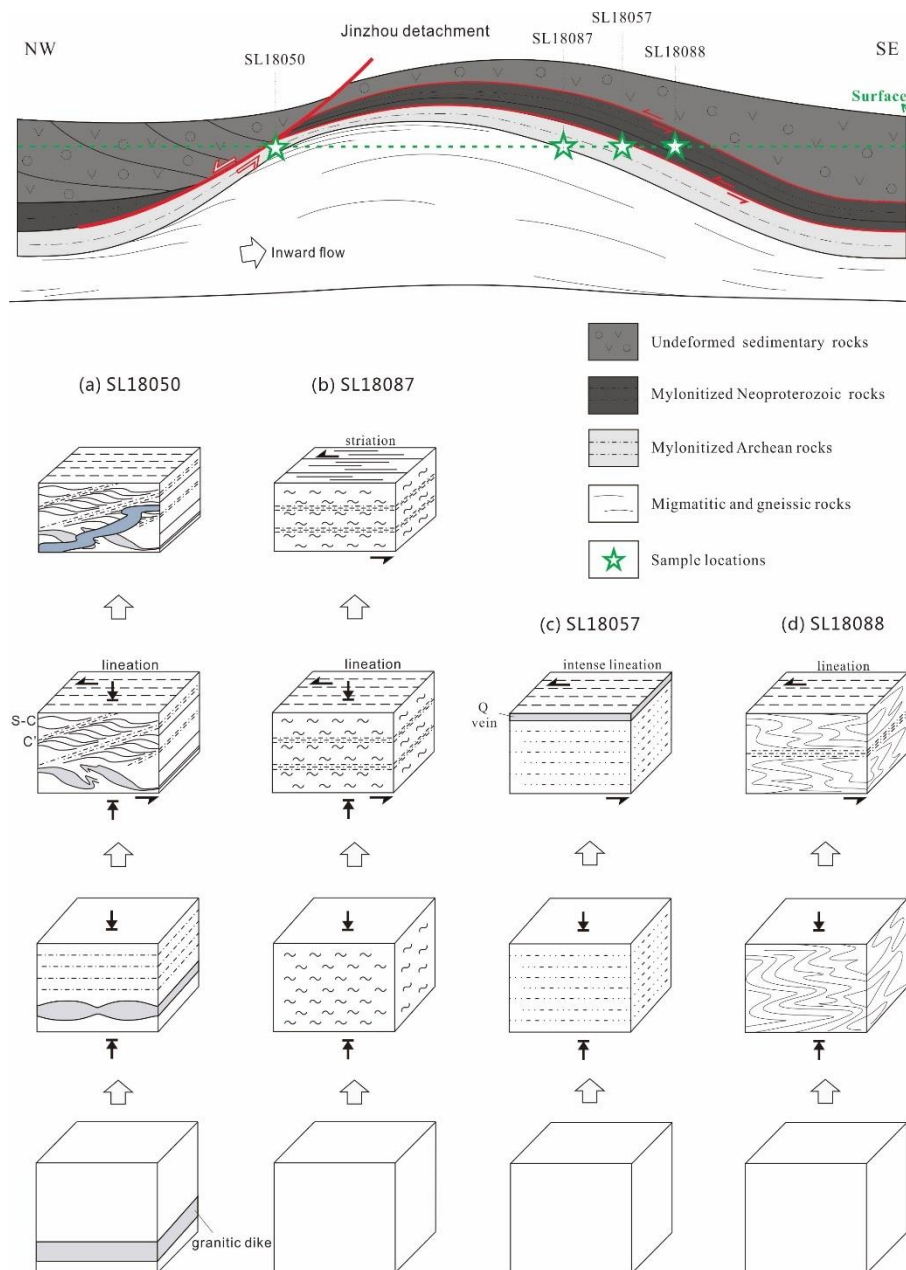 SL18057
NW
Jinzhou detachment
SL18087
SE
SL18050
SL18088
Surface
Inward flow
Undeformed sedimentary rocks
(a) SL18050
(b) SL18087
Mylonitized Neoproterozoic rocks
striation
Mylonitized Archean rocks
Migmatitic and gneissic rocks
Sample locations
(c) SL18057
(d) SL18088
lineation
lineation
intense lineation
lineation
S-C
C'
Q
vein
granitic dike